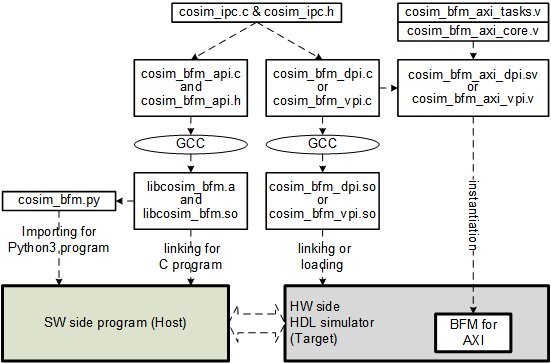 cosim_ipc.c & cosim_ipc.h
cosim_bfm_axi_tasks.v
cosim_bfm_axi_core.v
cosim_bfm_api.c
and
cosim_bfm_api.h
cosim_bfm_dpi.c
or
cosim_bfm_vpi.c
cosim_bfm_axi_dpi.sv
or
cosim_bfm_axi_vpi.v
GCC
GCC
cosim_bfm.py
libcosim_bfm.a
and
libcosim_bfm.so
cosim_bfm_dpi.so
or
cosim_bfm_vpi.so
instantiation
Importing for
Python3 program
linking for
C program
linking or
loading
SW side program (Host)
HW side
HDL simulator
(Target)
BFM for
AXI